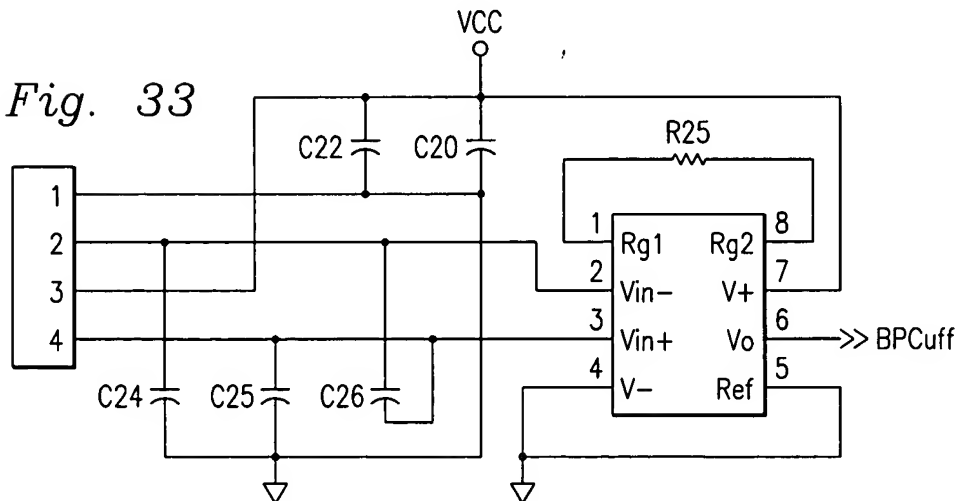 VCC
Fig. 33
R25
C22
C20
1
2
3
4
1
2
3
4
Rg1
Vin-
Vin+
V-
Rg2
V+
Vo
Ref
8
7
6
5
BPCuff
C24
C25
C26